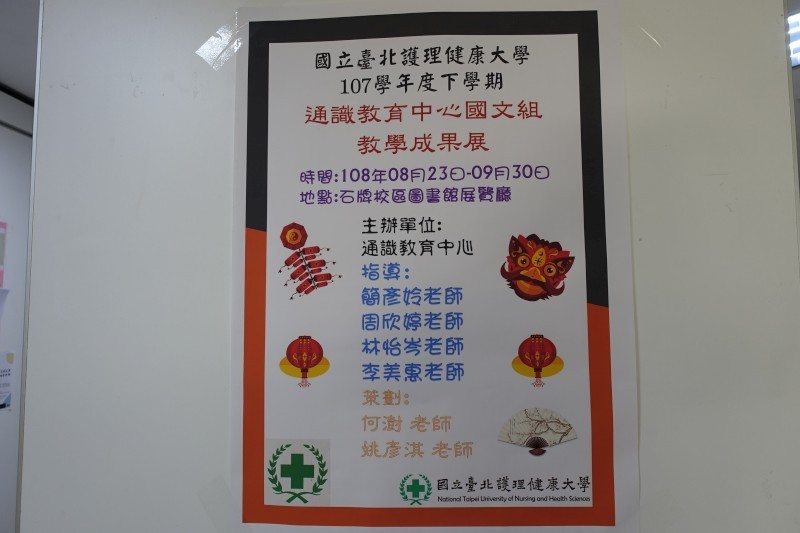 國立臺北護理健康大學
107學年度下學期
通識教育中心國文組
教學成果展
時間:108年08月23日-09月30日
地點:石牌校區圖書館展覽廳
主辦單位:
通識教育中心
指導:
簡彥姈老師
周欣婷老師
林怡岑老師
李美惠老師
策劃:
何澍 老師
姚彥淇 老師
國立臺北護理健康大學
National Taipei University of Nursing and Health Sciences